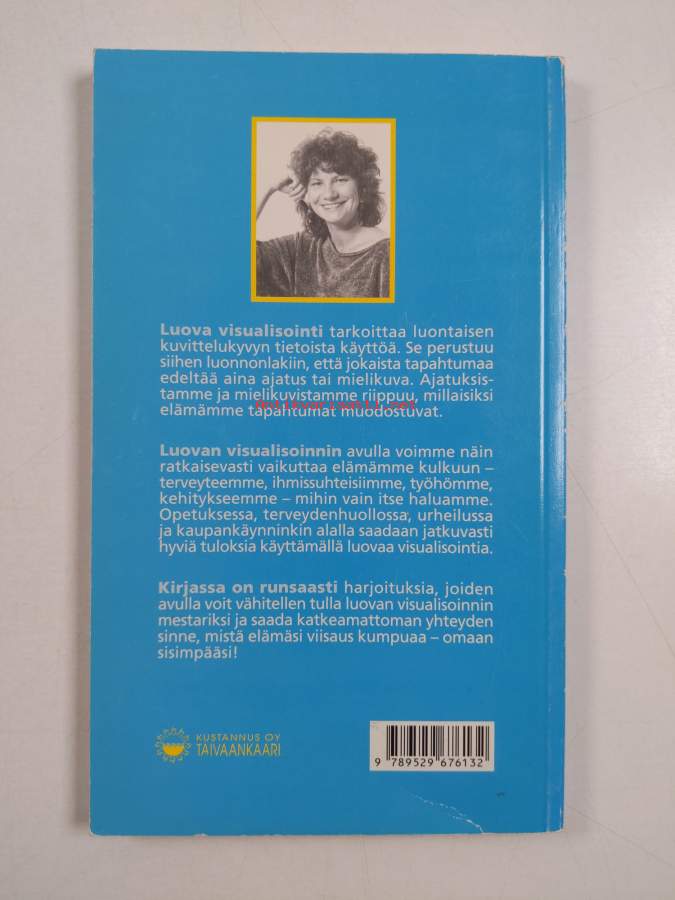 Luova visualisointi tarkoittaa luontaisen
kuvittelukyvyn tietoista käyttöä. Se perustuu
siihen luonnonlakiin, että jokaista tapahtumaa
edeltää aina ajatus tai mielikuva. Ajatuksis-
tamme ja mielikuvistamme riippuu, millaisiksi
elämämme tapahtumat muodostuvat.
Luovan visualisoinnin avulla voimme näin
ratkaisevasti vaikuttaa elämämme kulkuun –
terveyteemme, ihmissuhteisiimme, työhömme,
kehitykseemme – mihin vain itse haluamme.
Opetuksessa, terveydenhuollossa, urheilussa
ja kaupankäynninkin alalla saadaan jatkuvasti
hyviä tuloksia käyttämällä luovaa visualisointia.
Kirjassa on runsaasti harjoituksia, joiden
avulla voit vähitellen tulla luovan visualisoinnin
mestariksi ja saada katkeamattoman yhteyden
sinne, mistä elämäsi viisaus kumpuaa – omaan
sisimpääsi!
KUSTANNUS OY
TAIVAANKAARI
9 789529 676132